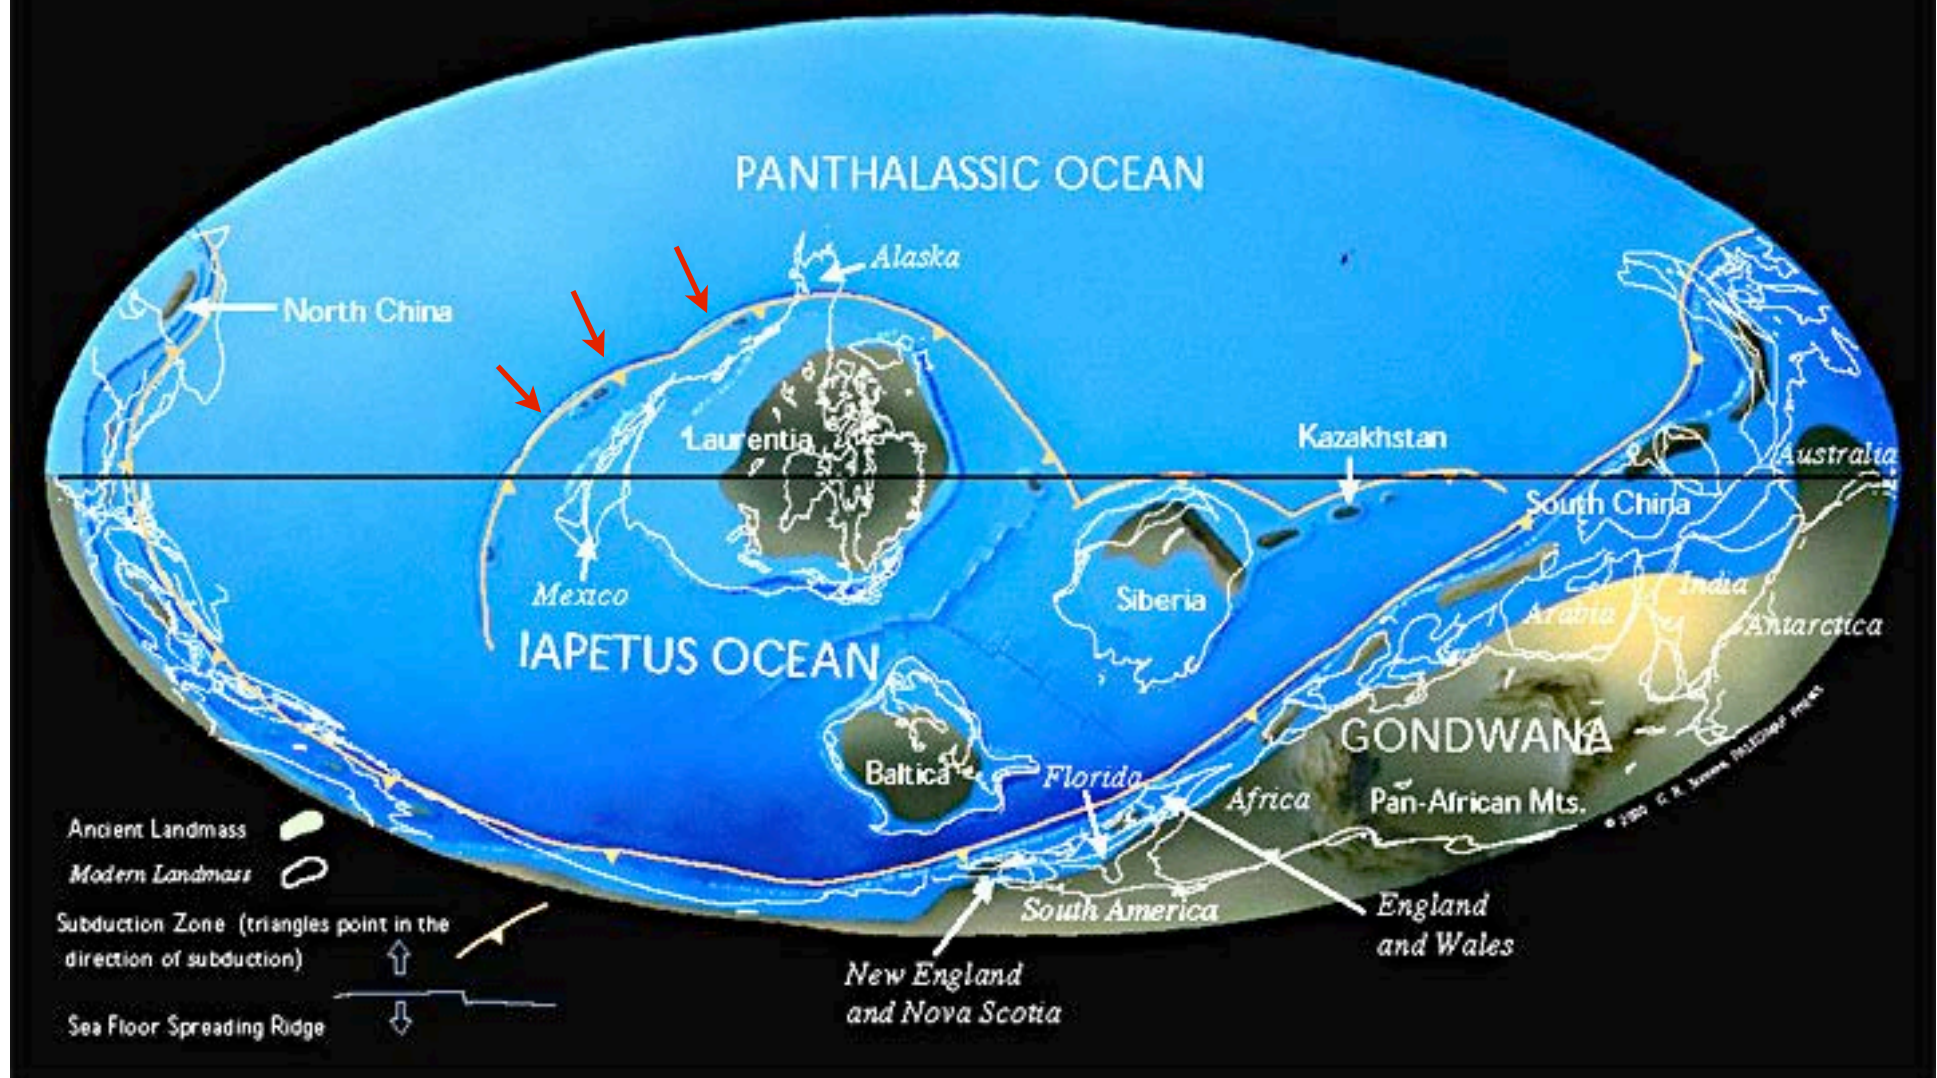 PANTHALASSIC OCEAN
Alaska
North China
Laurentia
Kazakhstan
Australia
South China
Mexico
Siberia
India
Arabia
Antarctica
IAPETUS OCEAN
GONDWANA
Baltica
Florida
Africa
Pan-African Mts.
Ancient Landmass
Modern Landmass
South America
England
and Wales
Subduction Zone (triangles point in the
direction of subduction)
New England
and Nova Scotia
Sea Floor Spreading Ridge